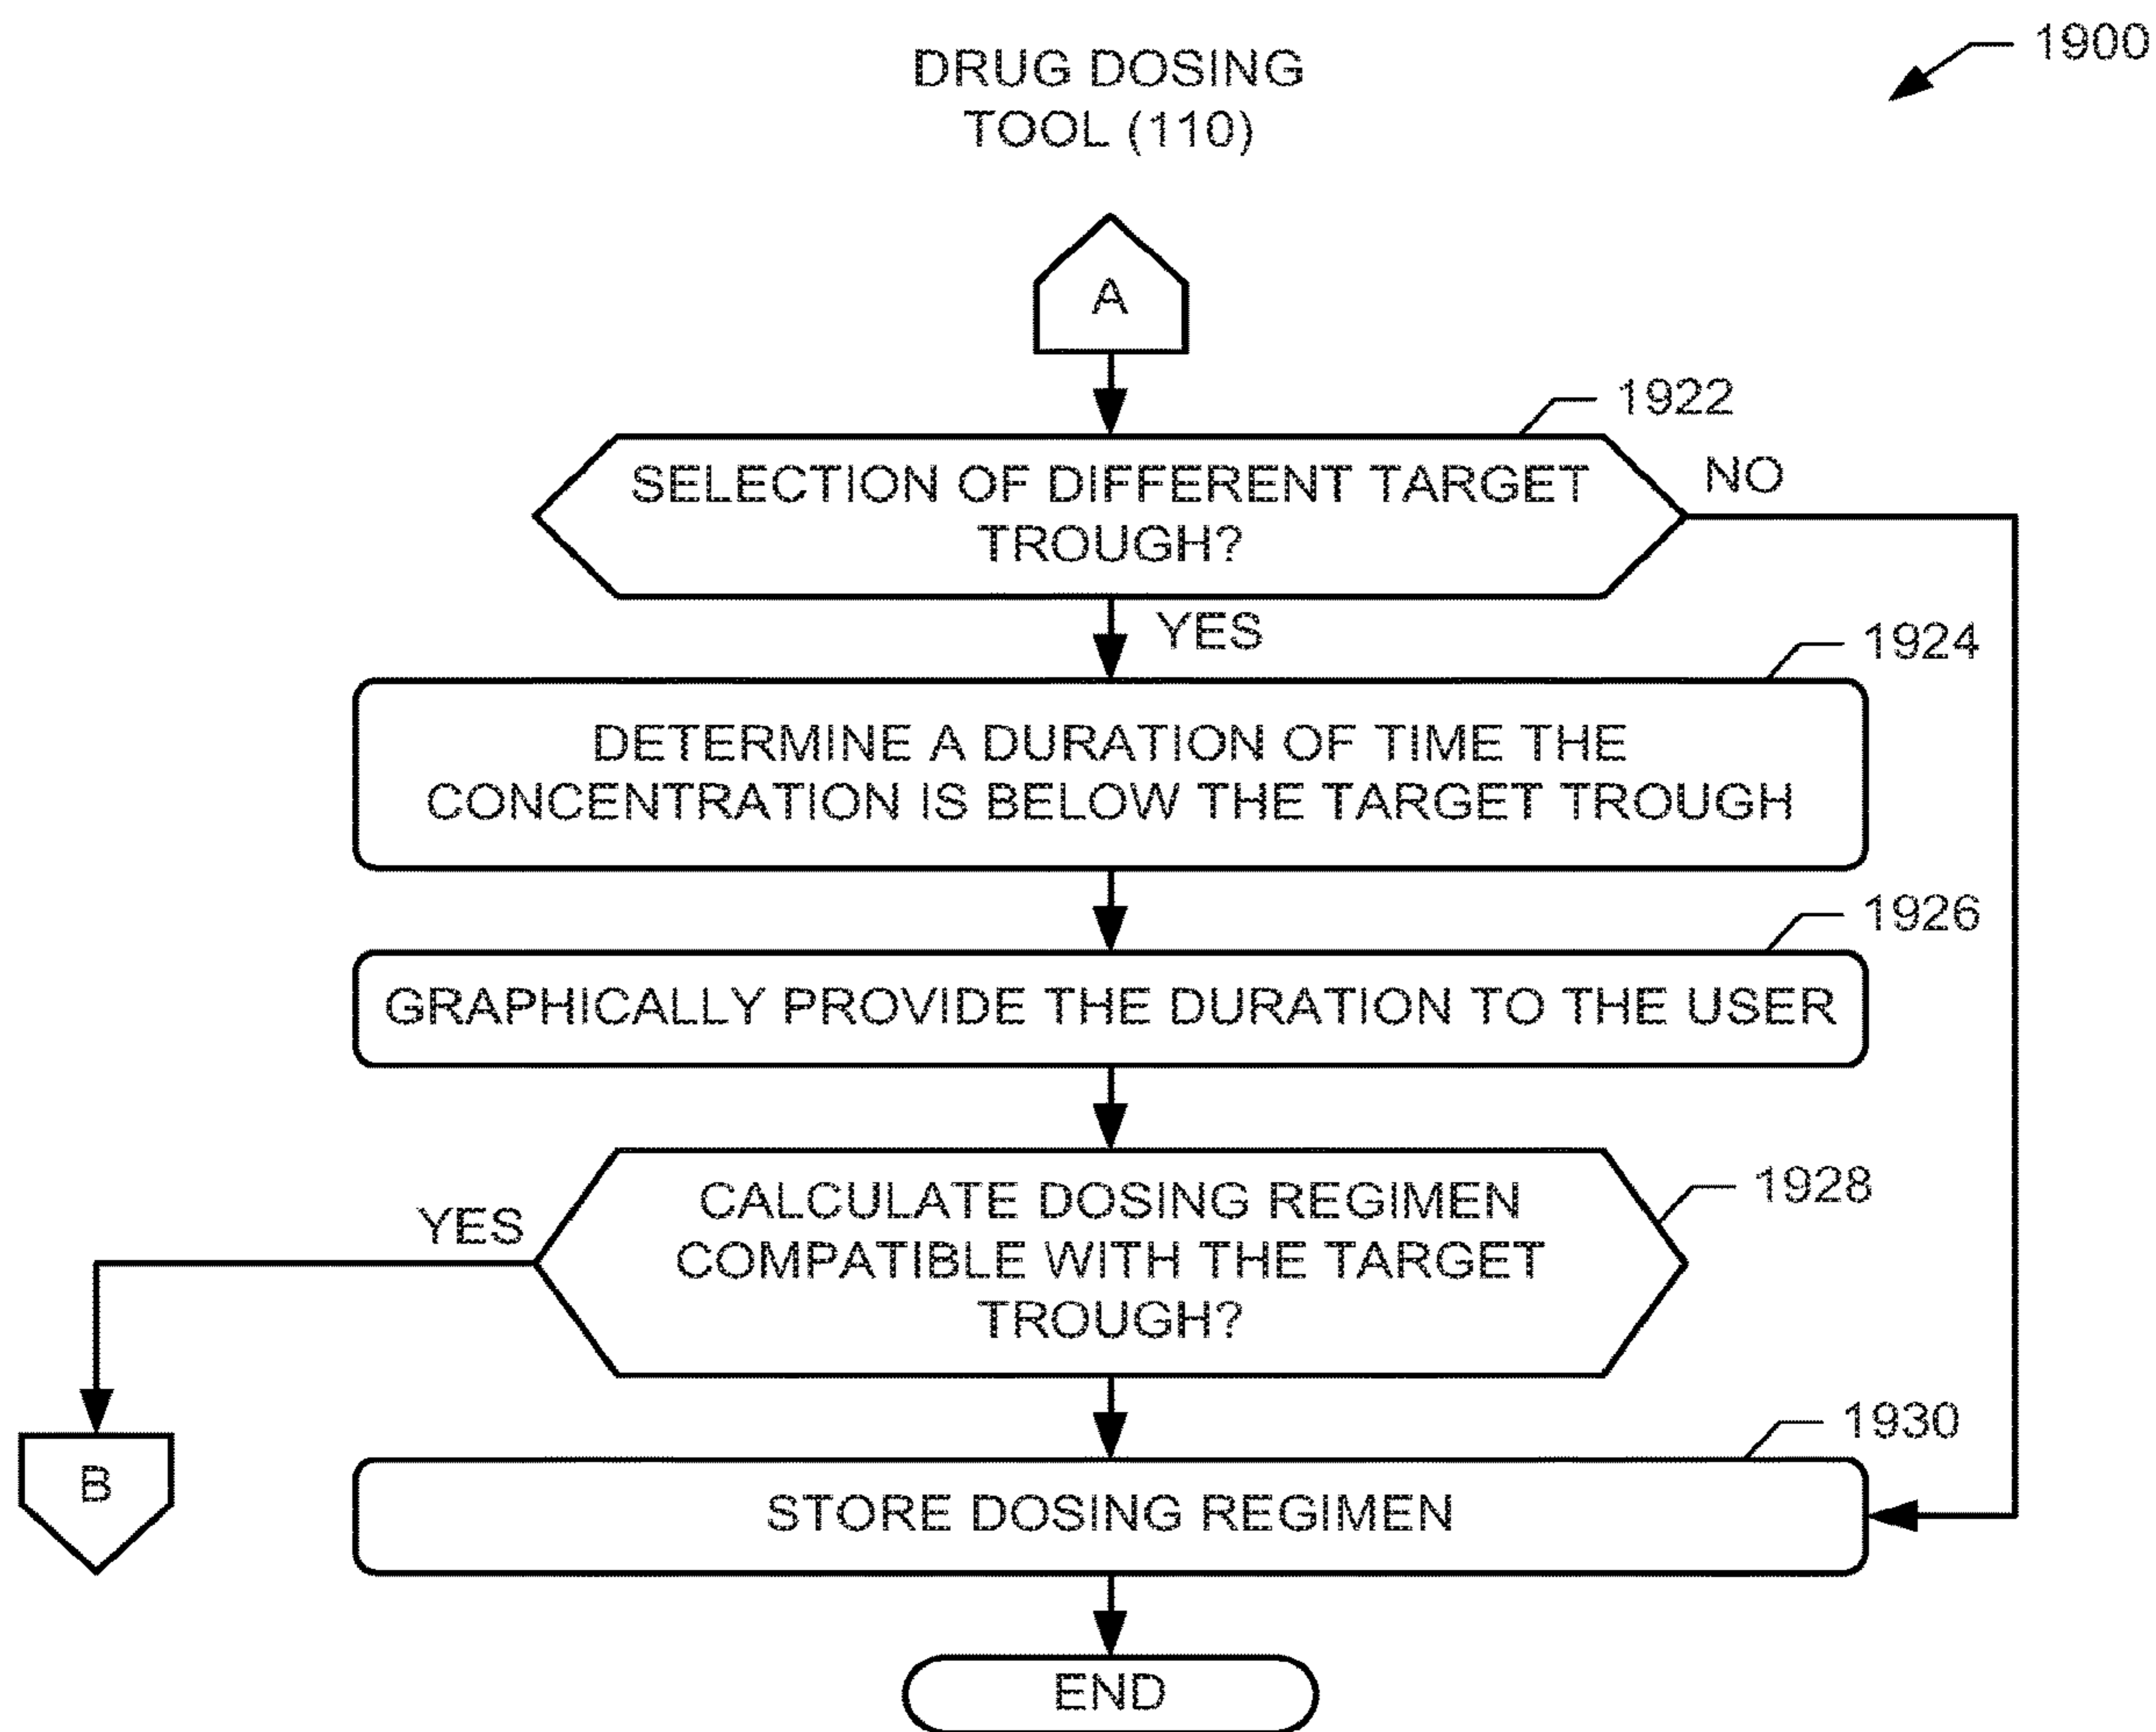 1900
DRUG DOSING
TOOL (110)
A
1922
SELECTION OF DIFFERENT TARGET
TROUGH?
NO
YES
1924
DETERMINE A DURATION OF TIME THE
CONCENTRATION IS BELOW THE TARGET TROUGH
1926
GRAPHICALLY PROVIDE THE DURATION TO THE USER
1928
YES
CALCULATE DOSING REGIMEN
COMPATIBLE WITH THE TARGET
TROUGH?
1930
B
STORE DOSING REGIMEN
END